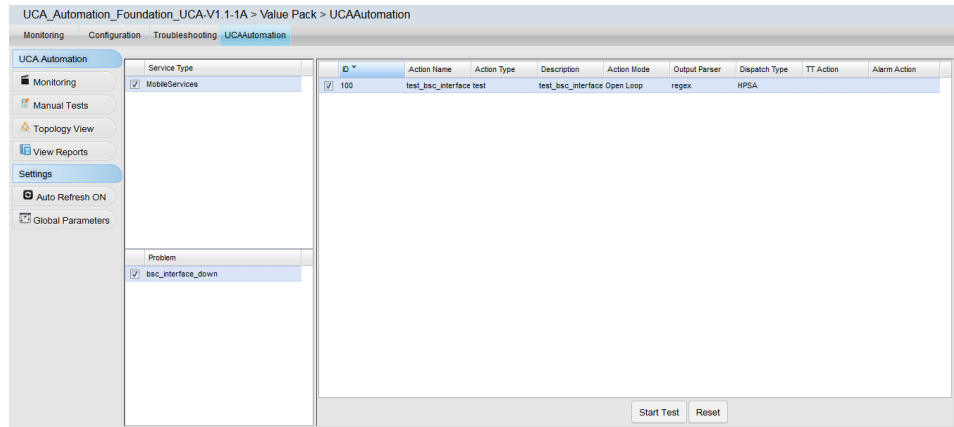 UCA_Automation_Foundation_UCA-V1.1-1A > Value Pack > UCAAutomation
Monitoring Configuration Troubleshooting UCAAutomation
UCA Automation
Monitoring
Manual Tests
Topology View
View Reports
Settings
Auto Refresh ON
Global Parameters
Service Type
MobileServices
Problem
bsc_interface_down
ID Action Name Action Type Description Action Mode Output Parser Dispatch Type TT Action Alarm Action
100 test_bsc_interface test test_bsc_interface Open Loop regex HPSA
Start Test Reset